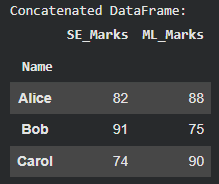 Concatenated DataFrame:
SE_Marks ML_Marks
Name
Alice 82 88
Bob 91 75
Carol 74 90